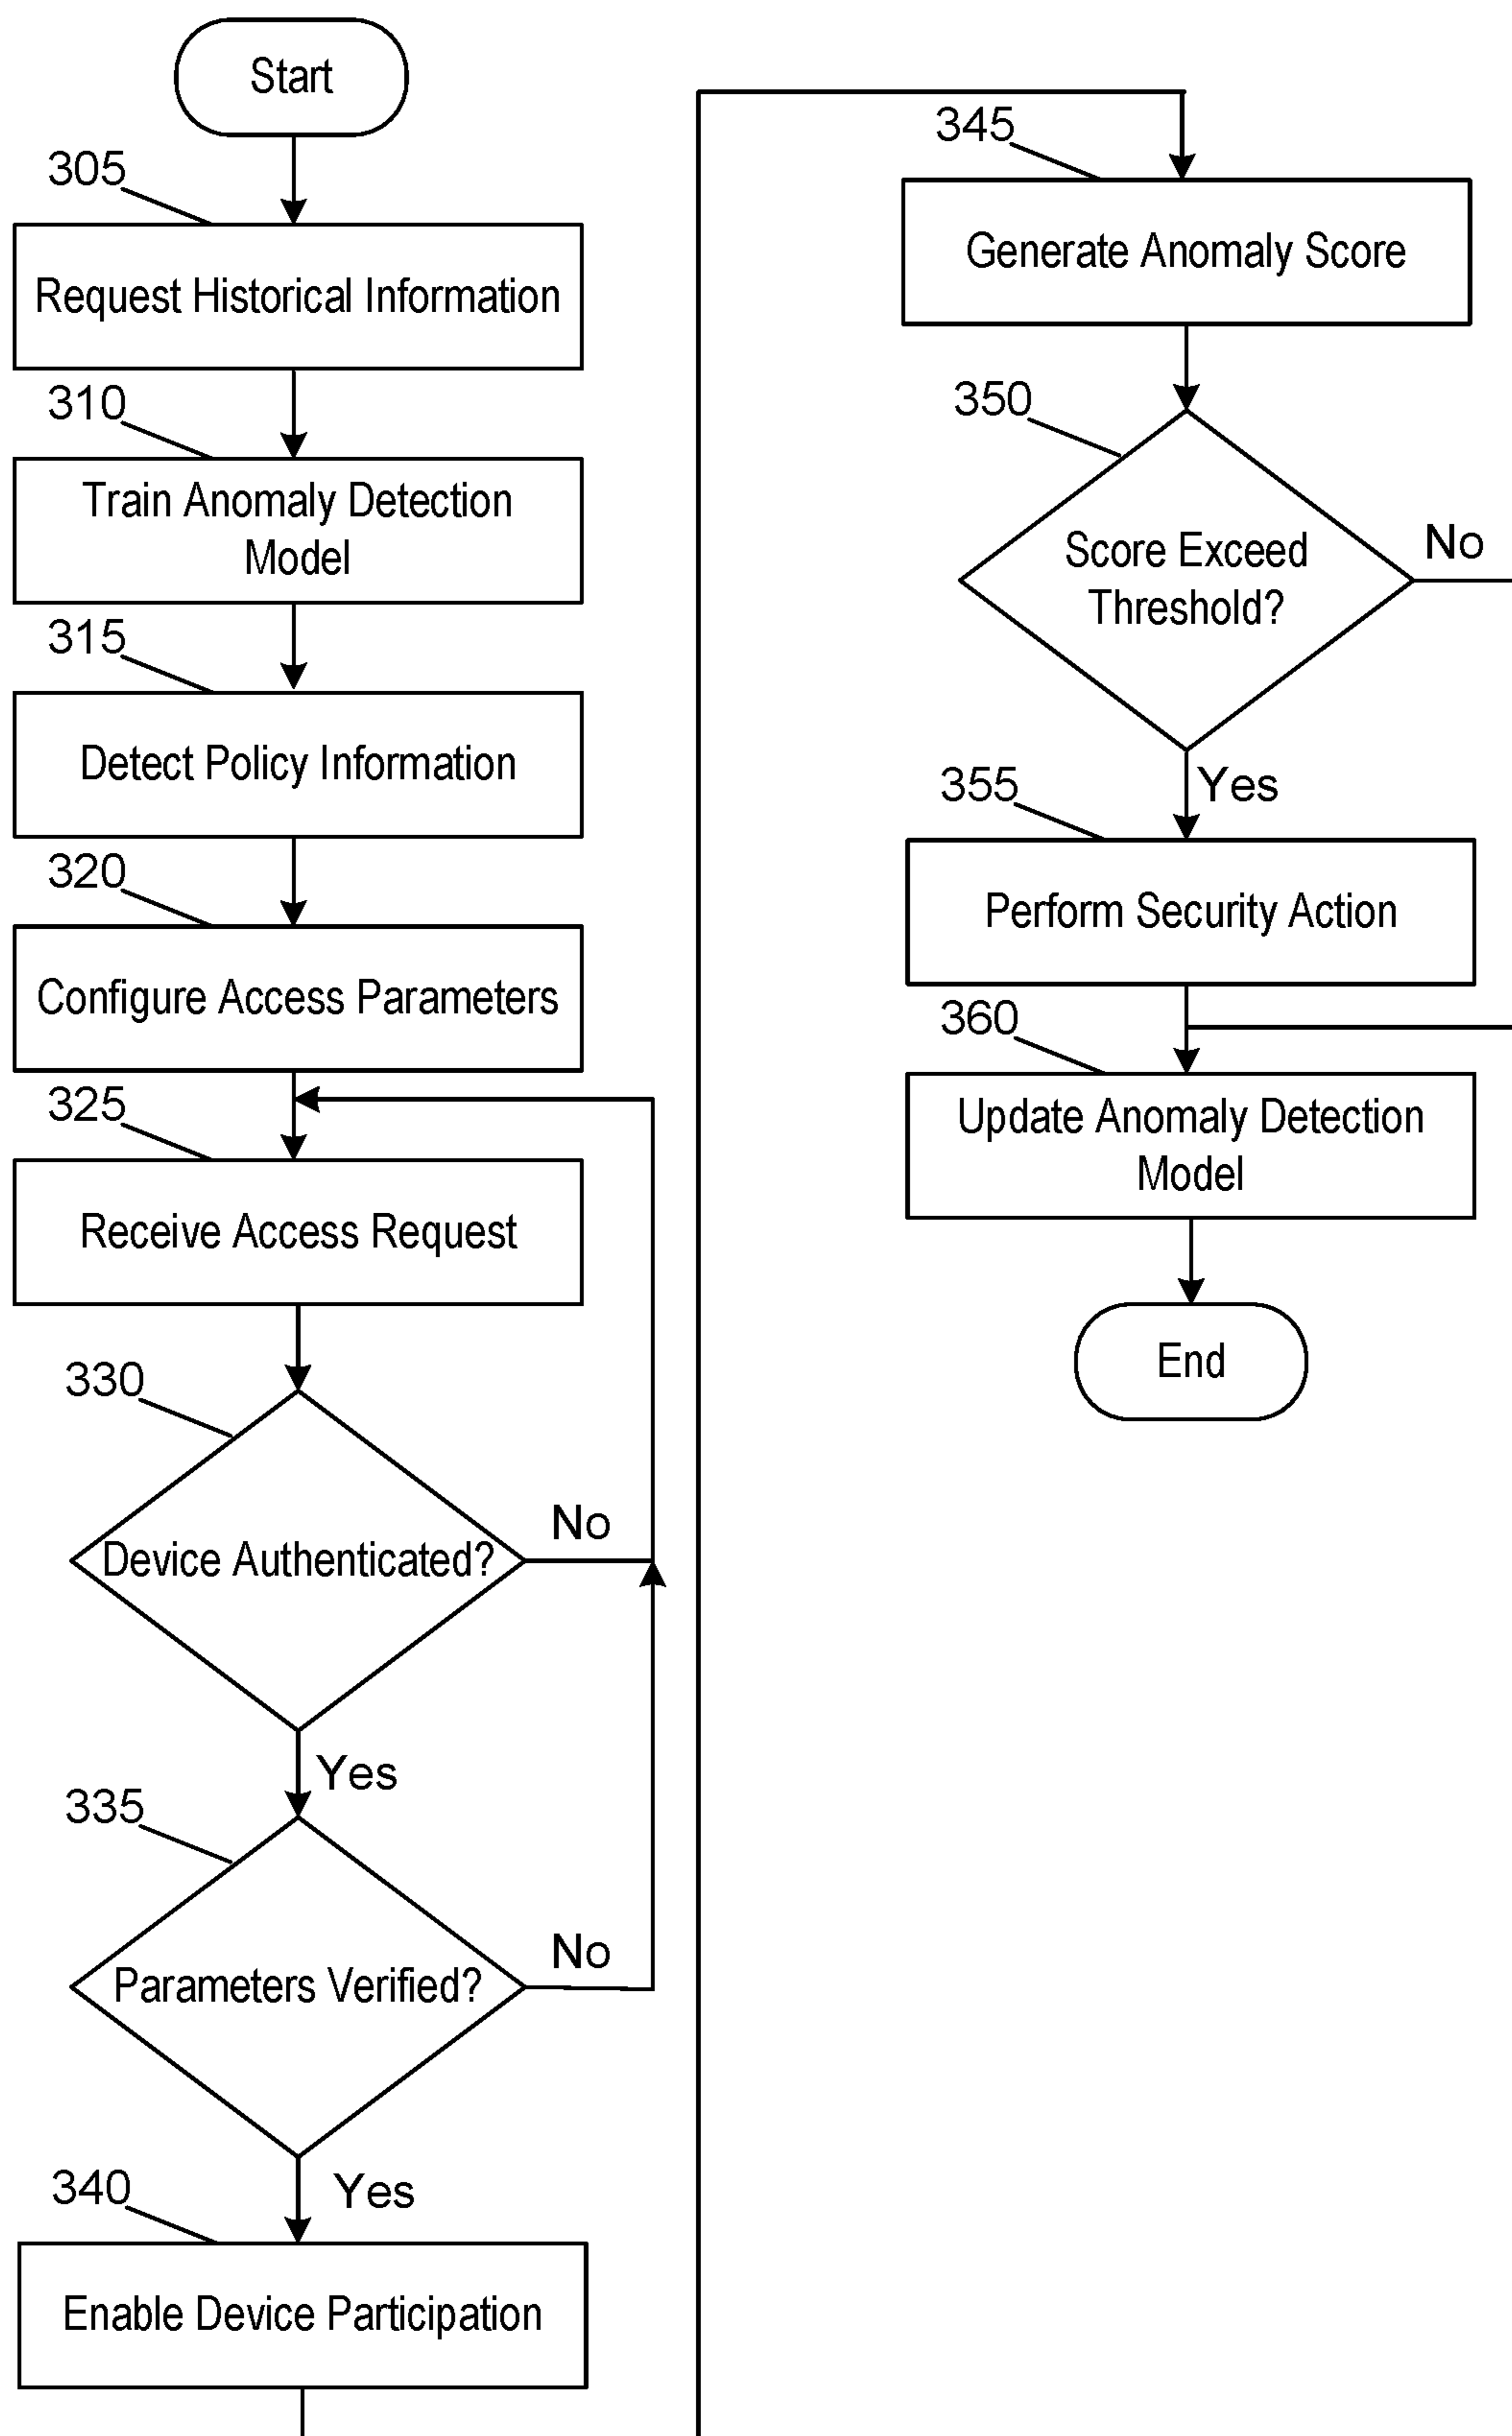 Start
305
Request Historical Information
310
Train Anomaly Detection
Model
315
Detect Policy Information
320
Configure Access Parameters
325
Receive Access Request
330
Device Authenticated?
No
Yes
335
Parameters Verified?
No
Yes
340
Enable Device Participation
345
Generate Anomaly Score
350
Score Exceed
Threshold?
No
Yes
355
Perform Security Action
360
Update Anomaly Detection
Model
End